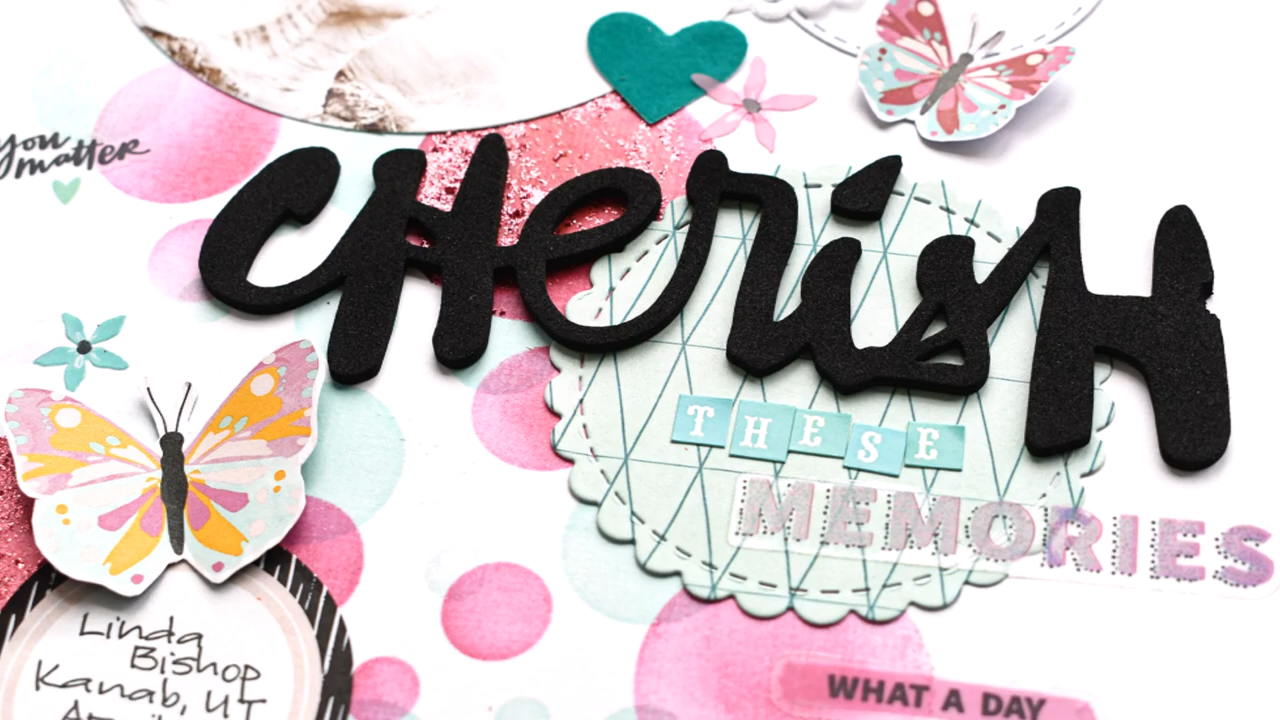 you
matter
CHerisH
THESE
MEMORIES
Linda
Bishop
Kanab, UT
WHAT A DAY